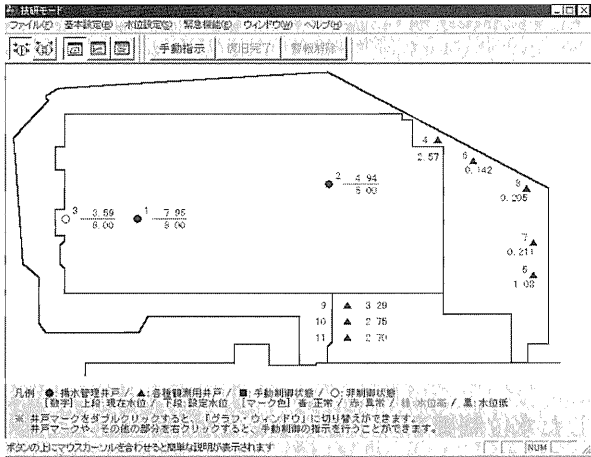 技研モード
ファイル(F) 基本設定(B) 水位設定(S) 緊急機能(E) ウィンドウ(W) ヘルプ(H)
手動指示 復旧完了 警報解除
4
2.57
6
0.142
8
0.205
2 4.94
5.00
3 3.59
8.00
1 7.95
8.00
7
0.211
5
1.08
9 ▲ 3.29
10 ▲ 2.75
11 ▲ 2.70
凡例 ●:揚水管理井戸 / ▲:各種観測用井戸 / ■:手動制御状態 / ○:非制御状態
[数字] 上段:現在水位 / 下段:設定水位 [マーク色] 青:正常 / 赤:異常 / 緑:水位高 / 黒:水位低
※ 井戸マークをダブルクリックすると、「グラフ・ウィンドウ」に切り替えができます。
井戸マークや、その他の部分を右クリックすると、手動制御の指示を行うことができます。
ボタンの上にマウスカーソルを合わせると簡単な説明が表示されます NUM